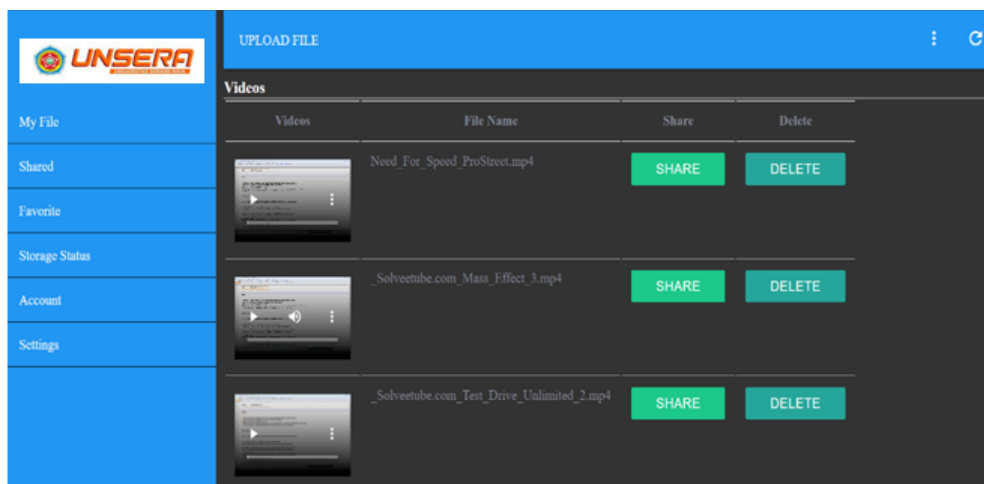 UNSERA
UPLOAD FILE
Videos
My File
Shared
Favorite
Storage Status
Account
Settings
Videos File Name Share Delete
Need_For_Speed_ProStreet.mp4 SHARE DELETE
_Solveetube.com_Mass_Effect_3.mp4 SHARE DELETE
_Solveetube.com_Test_Drive_Unlimited_2.mp4 SHARE DELETE